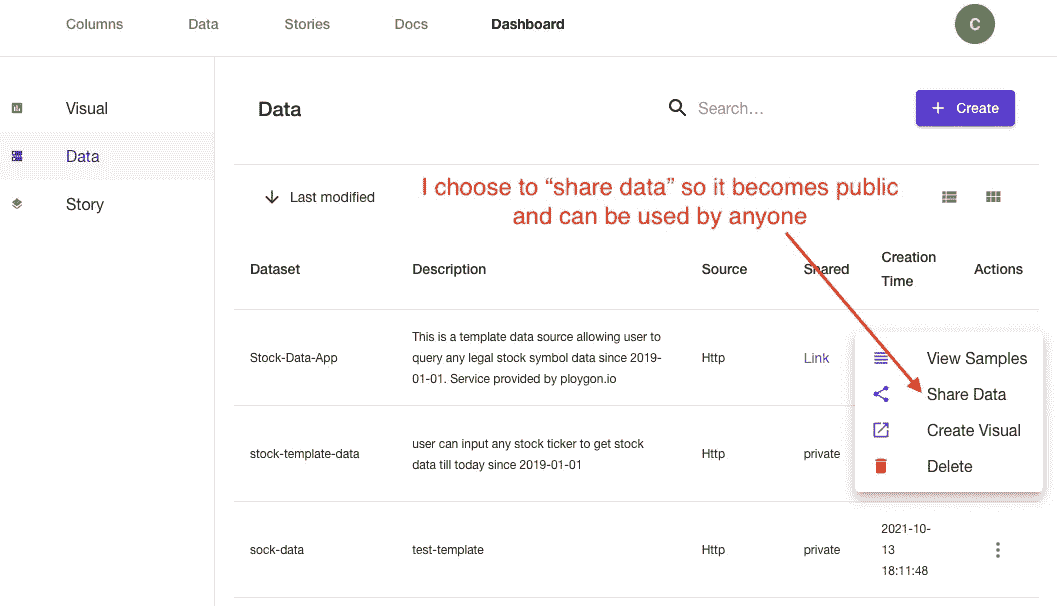 Columns
Data
Stories
Docs
Dashboard
C
Visual
Data
Story
Data
Search…
+ Create
Last modified
I choose to “share data” so it becomes public
and can be used by anyone
Dataset
Description
Source
Shared
Creation
Time
Actions
Stock-Data-App
This is a template data source allowing user to
query any legal stock symbol data since 2019-
01-01. Service provided by ploygon.io
Http
Link
View Samples
Share Data
Create Visual
Delete
stock-template-data
user can input any stock ticker to get stock
data till today since 2019-01-01
Http
private
sock-data
test-template
Http
private
2021-10-
13
18:11:48